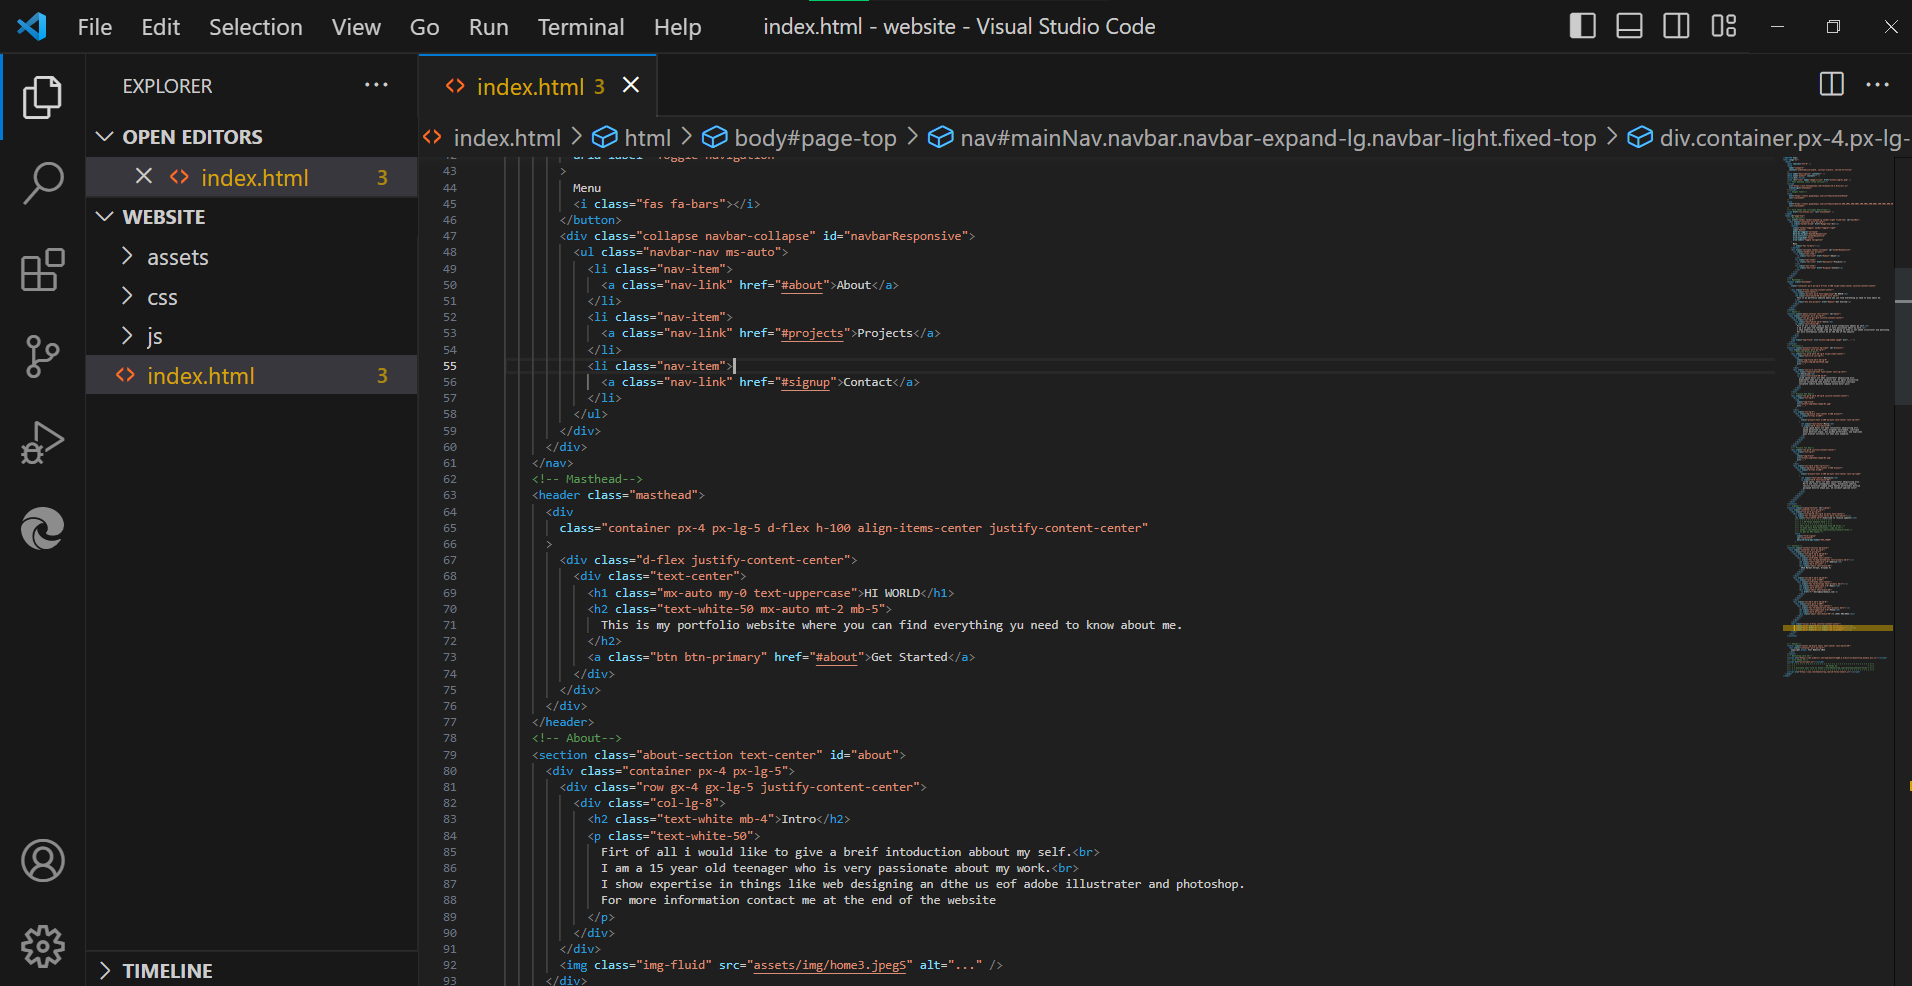 File Edit Selection View Go Run Terminal Help
index.html - website - Visual Studio Code
EXPLORER
OPEN EDITORS
index.html 3
WEBSITE
assets
css
js
index.html 3
TIMELINE
index.html 3
index.html > html > body#page-top > nav#mainNav.navbar.navbar-expand-lg.navbar-light.fixed-top > div.container.px-4.px-lg-
43 >
44 Menu
45 <i class="fas fa-bars"></i>
46 </button>
47 <div class="collapse navbar-collapse" id="navbarResponsive">
48 <ul class="navbar-nav ms-auto">
49 <li class="nav-item">
50 <a class="nav-link" href="#about">About</a>
51 </li>
52 <li class="nav-item">
53 <a class="nav-link" href="#projects">Projects</a>
54 </li>
55 <li class="nav-item">
56 <a class="nav-link" href="#signup">Contact</a>
57 </li>
58 </ul>
59 </div>
60 </div>
61 </nav>
62 <!-- Masthead-->
63 <header class="masthead">
64 <div
65 class="container px-4 px-lg-5 d-flex h-100 align-items-center justify-content-center"
66 >
67 <div class="d-flex justify-content-center">
68 <div class="text-center">
69 <h1 class="mx-auto my-0 text-uppercase">HI WORLD</h1>
70 <h2 class="text-white-50 mx-auto mt-2 mb-5">
71 This is my portfolio website where you can find everything yu need to know about me.
72 </h2>
73 <a class="btn btn-primary" href="#about">Get Started</a>
74 </div>
75 </div>
76 </div>
77 </header>
78 <!-- About-->
79 <section class="about-section text-center" id="about">
80 <div class="container px-4 px-lg-5">
81 <div class="row gx-4 gx-lg-5 justify-content-center">
82 <div class="col-lg-8">
83 <h2 class="text-white mb-4">Intro</h2>
84 <p class="text-white-50">
85 Firt of all i would like to give a breif intoduction abbout my self.<br>
86 I am a 15 year old teenager who is very passionate about my work.<br>
87 I show expertise in things like web designing an dthe us eof adobe illustrater and photoshop.
88 For more information contact me at the end of the website
89 </p>
90 </div>
91 </div>
92 <img class="img-fluid" src="assets/img/home3.jpegS" alt="..." />
93 </div>